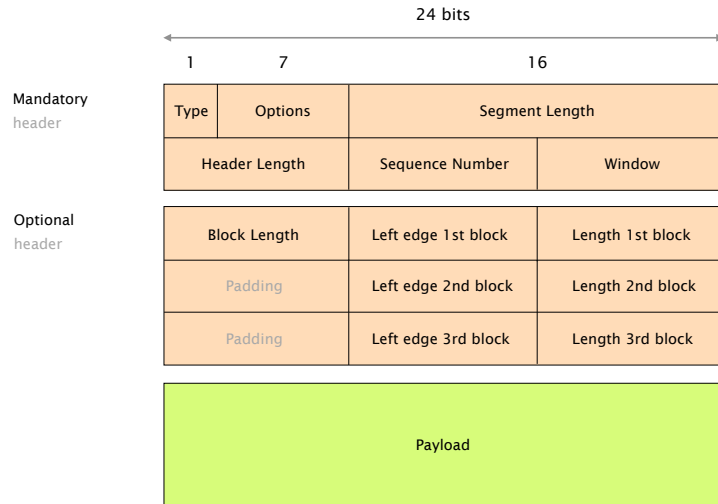 24 bits
1 7 16
Mandatory
header
Type Options Segment Length
Header Length Sequence Number Window
Optional
header
Block Length Left edge 1st block Length 1st block
Padding Left edge 2nd block Length 2nd block
Padding Left edge 3rd block Length 3rd block
Payload